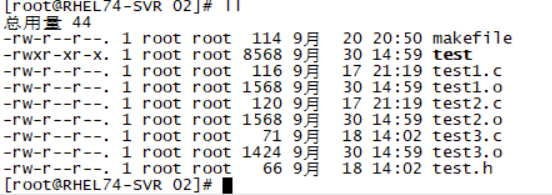 [root@RHEL74-SVR 02]# ll
总用量 44
-rw-r--r--. 1 root root  114 9月  20 20:50 makefile
-rwxr-xr-x. 1 root root 8568 9月  30 14:59 test
-rw-r--r--. 1 root root  116 9月  17 21:19 test1.c
-rw-r--r--. 1 root root 1568 9月  30 14:59 test1.o
-rw-r--r--. 1 root root  120 9月  17 21:19 test2.c
-rw-r--r--. 1 root root 1568 9月  30 14:59 test2.o
-rw-r--r--. 1 root root   71 9月  18 14:02 test3.c
-rw-r--r--. 1 root root 1424 9月  30 14:59 test3.o
-rw-r--r--. 1 root root   66 9月  18 14:02 test.h
[root@RHEL74-SVR 02]#